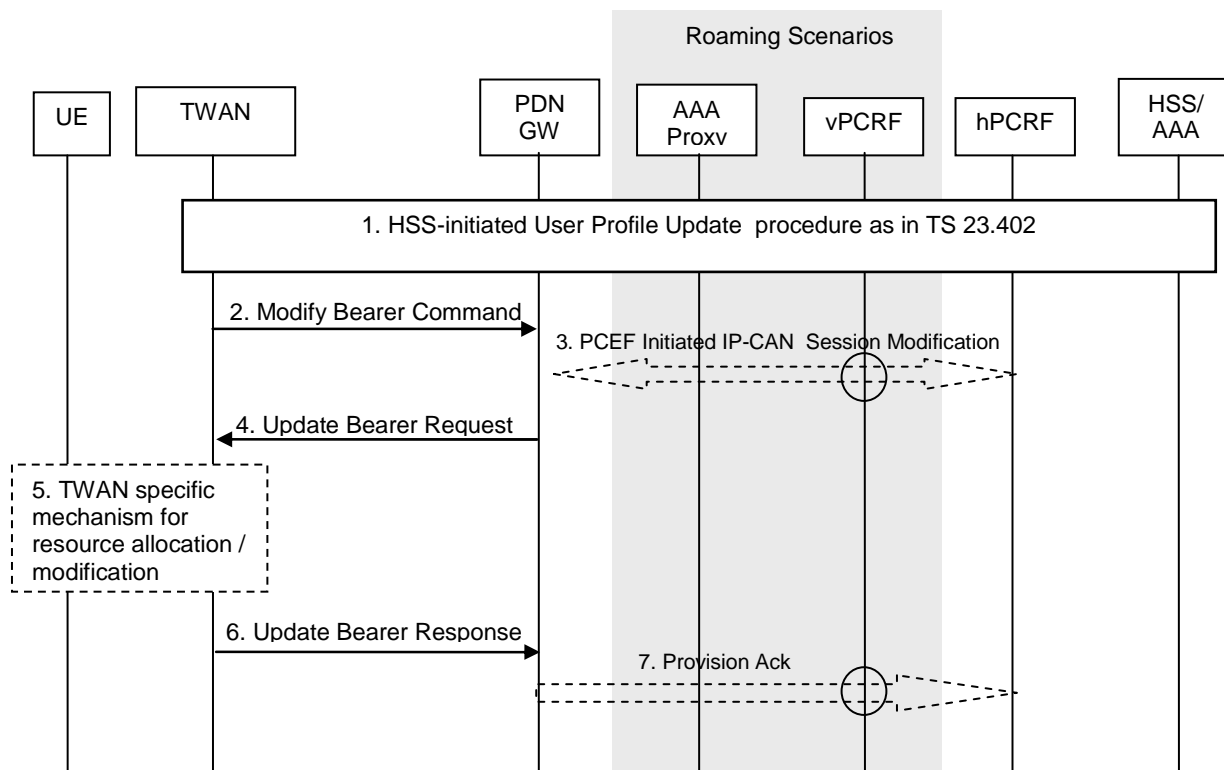 Roaming Scenarios
UE
TWAN
PDN
GW
AAA
Proxy
vPCRF
hPCRF
HSS/
AAA
1. HSS-initiated User Profile Update procedure as in TS 23.402
2. Modify Bearer Command
3. PCEF Initiated IP-CAN Session Modification
4. Update Bearer Request
5. TWAN specific
mechanism for
resource allocation /
modification
6. Update Bearer Response
7. Provision Ack